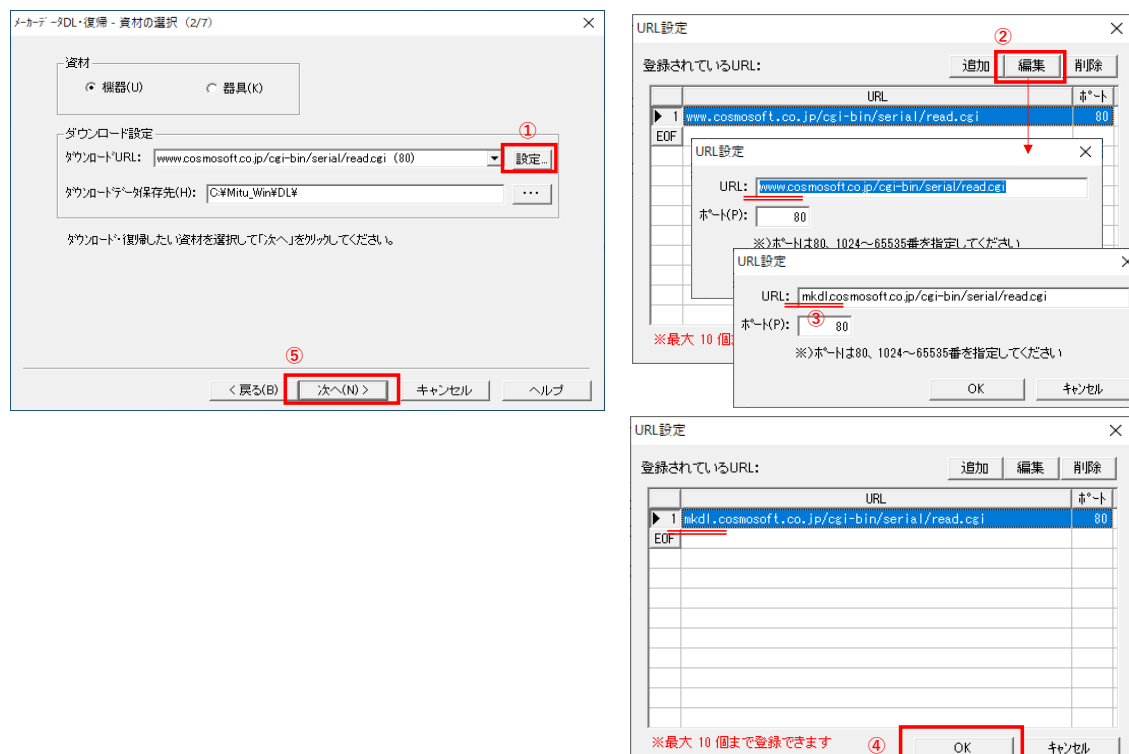 メーカーデータDL・復帰 - 資材の選択（2/7）
資材
機器(U)
器具(K)
ダウンロード設定
①
ダウンロードURL:
www.cosmosoft.co.jp/cgi-bin/serial/read.cgi（80）
設定...
ダウンロードデータ保存先(H):
C:¥Mitu_Win¥DL¥
...
ダウンロード・復帰したい資材を選択して「次へ」をクリックしてください。
⑤
< 戻る(B)
次へ(N) >
キャンセル
ヘルプ
URL設定
②
登録されているURL:
追加
編集
削除
URL
ポート
1
www.cosmosoft.co.jp/cgi-bin/serial/read.cgi
80
EOF
URL設定
URL:
www.cosmosoft.co.jp/cgi-bin/serial/read.cgi
ポート(P):
80
※)ポートは80、1024～65535番を指定してください
URL設定
URL:
mkdl.cosmosoft.co.jp/cgi-bin/serial/read.cgi
ポート(P):
③
80
※)ポートは80、1024～65535番を指定してください
OK
キャンセル
※最大 10 個
URL設定
登録されているURL:
追加
編集
削除
URL
ポート
1
mkdl.cosmosoft.co.jp/cgi-bin/serial/read.cgi
80
EOF
※最大 10 個まで登録できます
④
OK
キャンセル